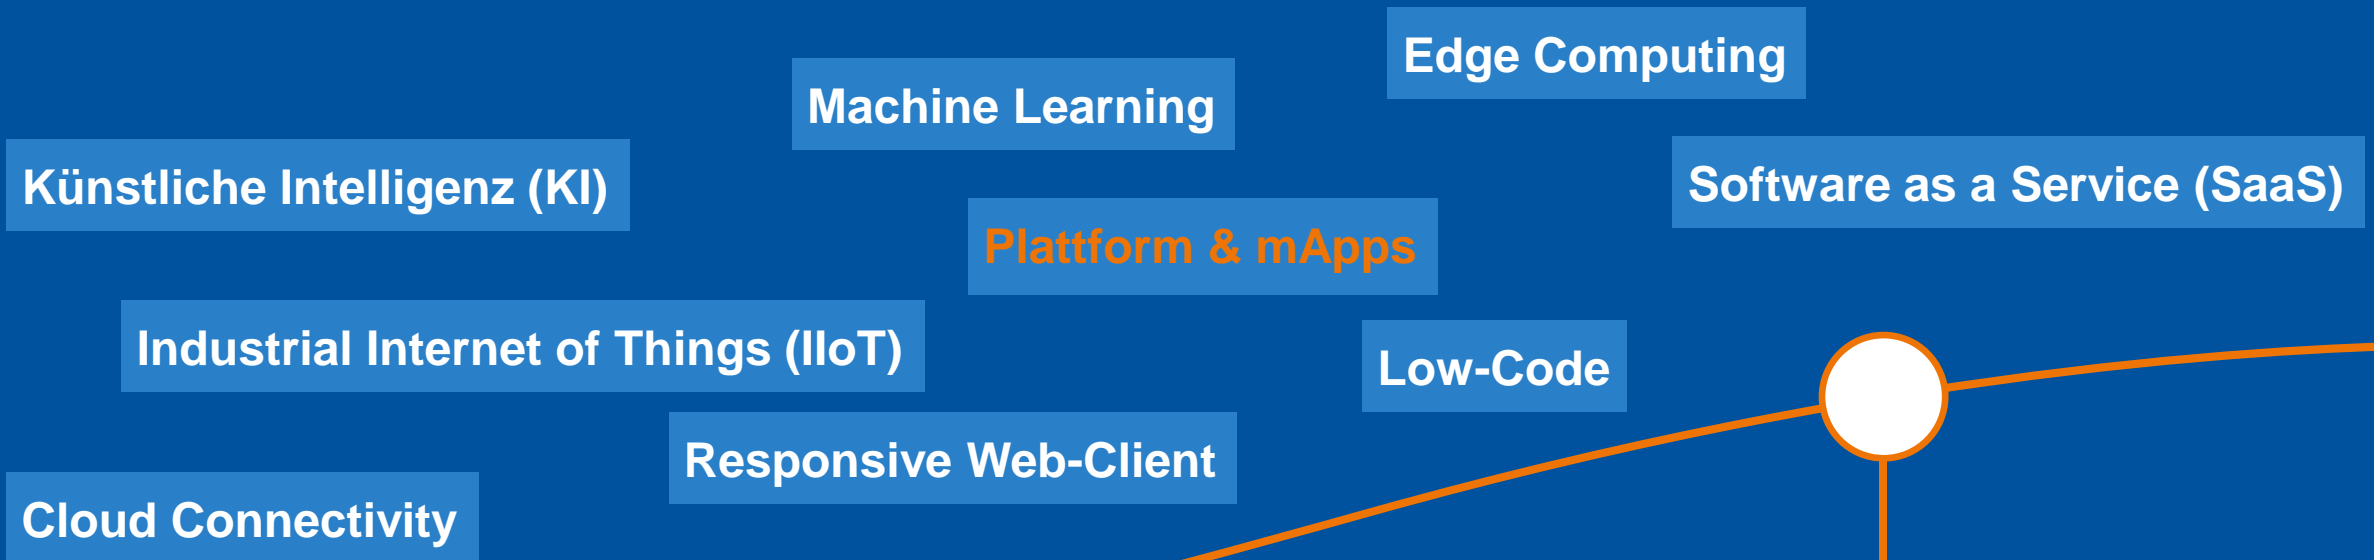 Edge Computing
Machine Learning
Künstliche Intelligenz (KI)
Software as a Service (SaaS)
Plattform & mApps
Industrial Internet of Things (IIoT)
Low-Code
Responsive Web-Client
Cloud Connectivity